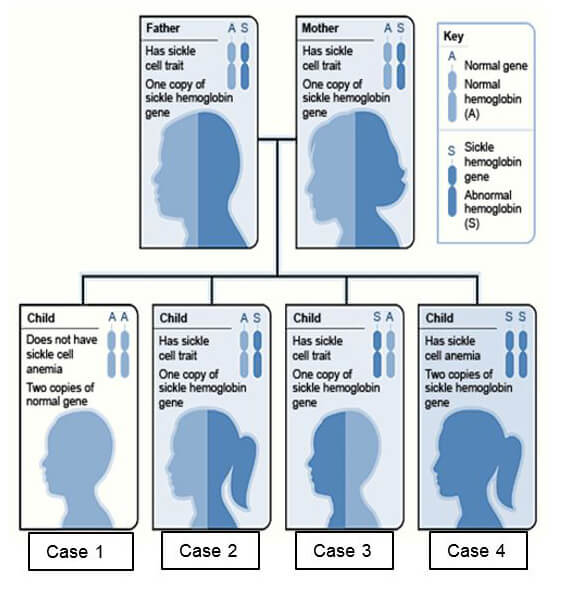 Father A S
Has sickle
cell trait
One copy of
sickle hemoglobin
gene
Mother A S
Has sickle
cell trait
One copy of
sickle hemoglobin
gene
Key
A
Normal gene
Normal
hemoglobin
(A)
S
Sickle
hemoglobin
gene
Abnormal
hemoglobin
(S)
Child A A
Does not have
sickle cell
anemia
Two copies of
normal gene
Child A S
Has sickle
cell trait
One copy of
sickle hemoglobin
gene
Child S A
Has sickle
cell trait
One copy of
sickle hemoglobin
gene
Child S S
Has sickle
cell anemia
Two copies of
sickle hemoglobin
gene
Case 1
Case 2
Case 3
Case 4